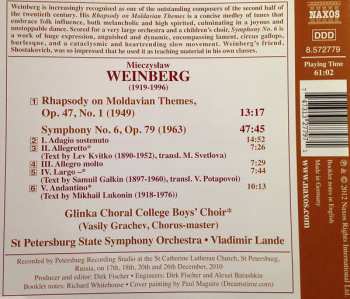 Weinberg is increasingly recognised as one of the outstanding composers of the second half of the
twentieth century. His Rhapsody on Moldavian Themes is a concise medley of tunes that
embrace both folk influences, both melancholic and high spirited, culminating in a joyous and
unstoppable dance. Scored for a very large orchestra and a children's choir, Symphony No. 6 is
a work of huge expression, anguished and dynamic, encompassing lament, circus gallops,
burlesque, and a cataclysmic and heartrending slow movement. Weinberg's friend,
Shostakovich, was so impressed that he used it in teaching material in his own classes.
NAXOS
DDD
8.572779
Playing Time
61:02
Mieczysław
WEINBERG
(1919-1996)
1 Rhapsody on Moldavian Themes,
Op. 47, No. 1 (1949) 13:17
Symphony No. 6, Op. 79 (1963) 47:45
2 I. Adagio sostenuto 14:52
3 II. Allegretto* 7:26
(Text by Lev Kvitko (1890-1952), transl. M. Svetlova)
4 III. Allegro molto 7:29
5 IV. Largo –* 7:44
(Text by Samuil Galkin (1897-1960), transl. V. Potapovoi)
6 V. Andantino* 10:13
(Text by Mikhail Lukonin (1918-1976))
Glinka Choral College Boys' Choir*
(Vasily Grachev, Chorus-master)
St Petersburg State Symphony Orchestra • Vladimir Lande
Recorded by Petersburg Recording Studio at the St Catherine Lutheran Church, St Petersburg,
Russia, on 17th, 18th, 20th and 26th December, 2010
Producer and editor: Dirk Fischer • Engineers: Dirk Fischer and Alexei Barashkin
Booklet notes: Richard Whitehouse • Cover painting by Paul Maguire (Dreamstime.com)
7 47313 27797
www.naxos.com
Made in Germany
Booklet notes in English
℗ & © 2012 Naxos Rights International Ltd